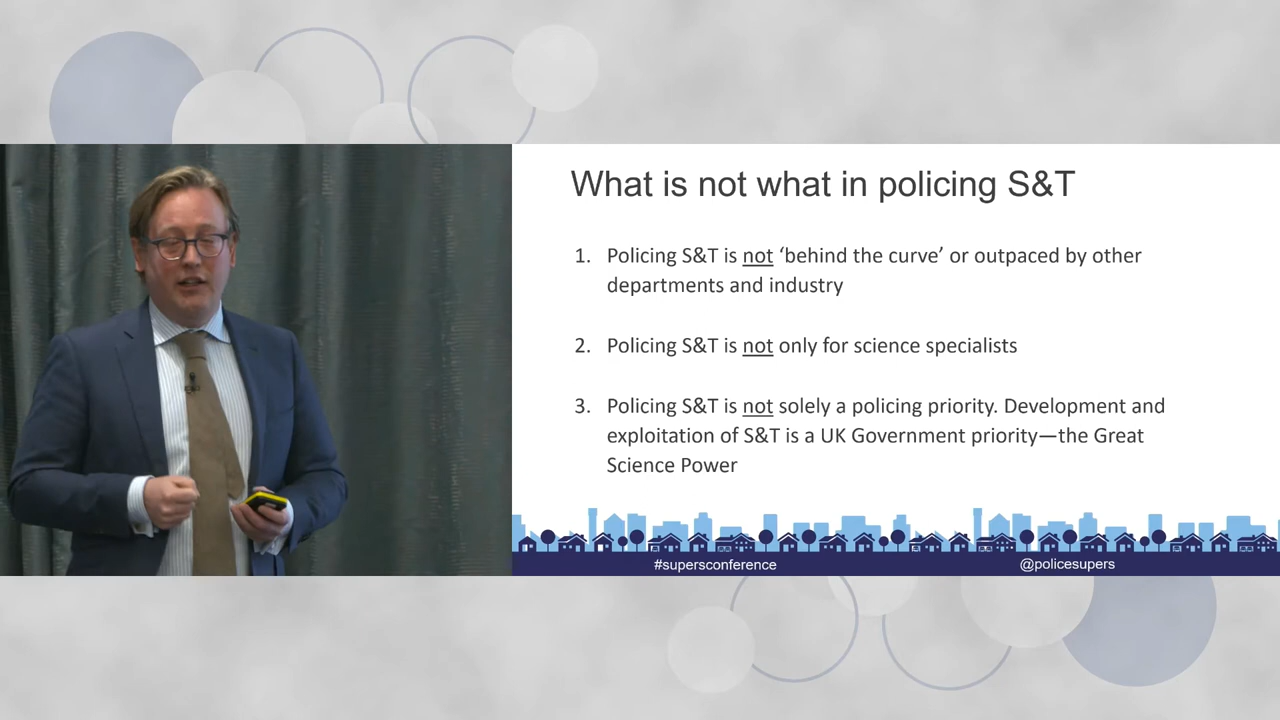 What is not what in policing S&T
1. Policing S&T is not ‘behind the curve’ or outpaced by other
departments and industry
2. Policing S&T is not only for science specialists
3. Policing S&T is not solely a policing priority. Development and
exploitation of S&T is a UK Government priority—the Great
Science Power
#supersconference
@policesupers